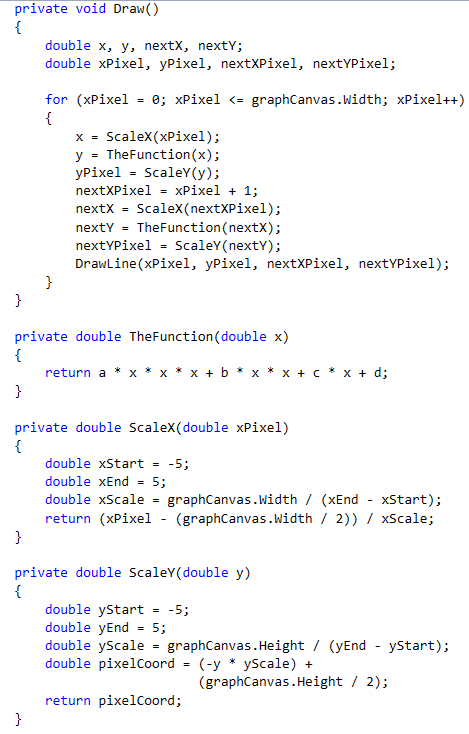 private void Draw()
{
    double x, y, nextX, nextY;
    double xPixel, yPixel, nextXPixel, nextYPixel;

    for (xPixel = 0; xPixel <= graphCanvas.Width; xPixel++)
    {
        x = ScaleX(xPixel);
        y = TheFunction(x);
        yPixel = ScaleY(y);
        nextXPixel = xPixel + 1;
        nextX = ScaleX(nextXPixel);
        nextY = TheFunction(nextX);
        nextYPixel = ScaleY(nextY);
        DrawLine(xPixel, yPixel, nextXPixel, nextYPixel);
    }
}

private double TheFunction(double x)
{
    return a * x * x * x + b * x * x + c * x + d;
}

private double ScaleX(double xPixel)
{
    double xStart = -5;
    double xEnd = 5;
    double xScale = graphCanvas.Width / (xEnd - xStart);
    return (xPixel - (graphCanvas.Width / 2)) / xScale;
}

private double ScaleY(double y)
{
    double yStart = -5;
    double yEnd = 5;
    double yScale = graphCanvas.Height / (yEnd - yStart);
    double pixelCoord = (-y * yScale) +
                        (graphCanvas.Height / 2);
    return pixelCoord;
}